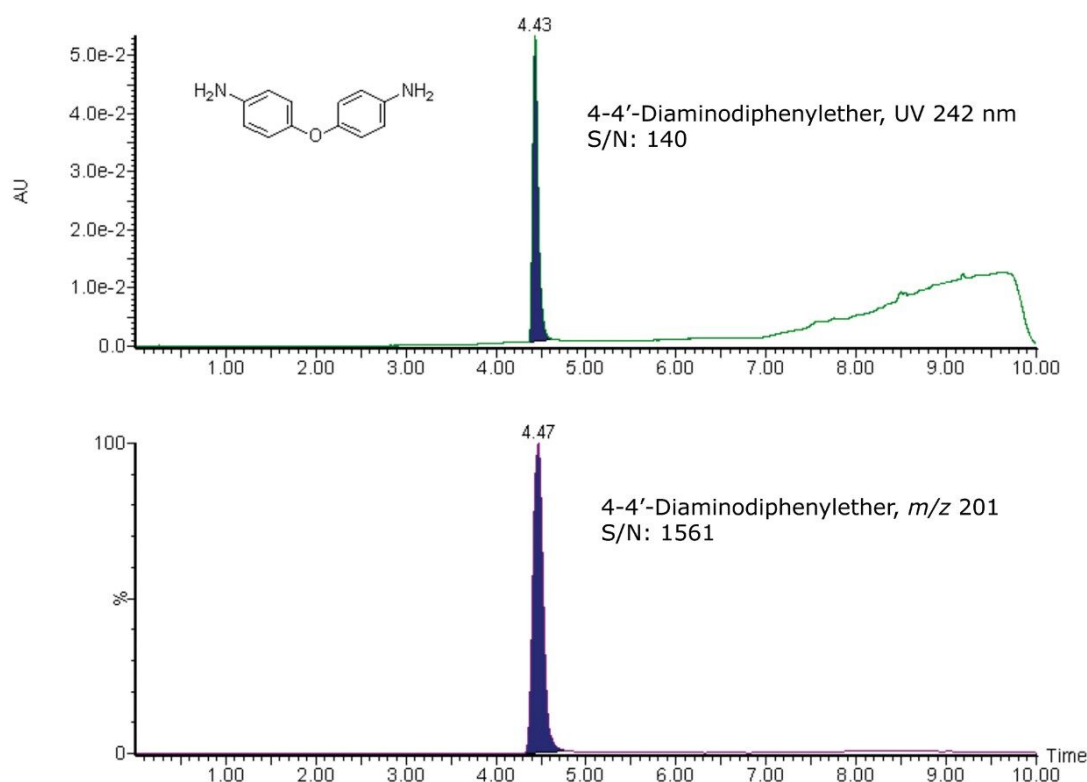 4.43
5.0e-2
4.0e-2
3.0e-2
2.0e-2
1.0e-2
0.0
AU
H₂N
NH₂
O
4-4′-Diaminodiphenylether, UV 242 nm
S/N: 140
1.00 2.00 3.00 4.00 5.00 6.00 7.00 8.00 9.00 10.00
4.47
100
%
0
4-4′-Diaminodiphenylether, m/z 201
S/N: 1561
Time
1.00 2.00 3.00 4.00 5.00 6.00 7.00 8.00 9.00 10.00